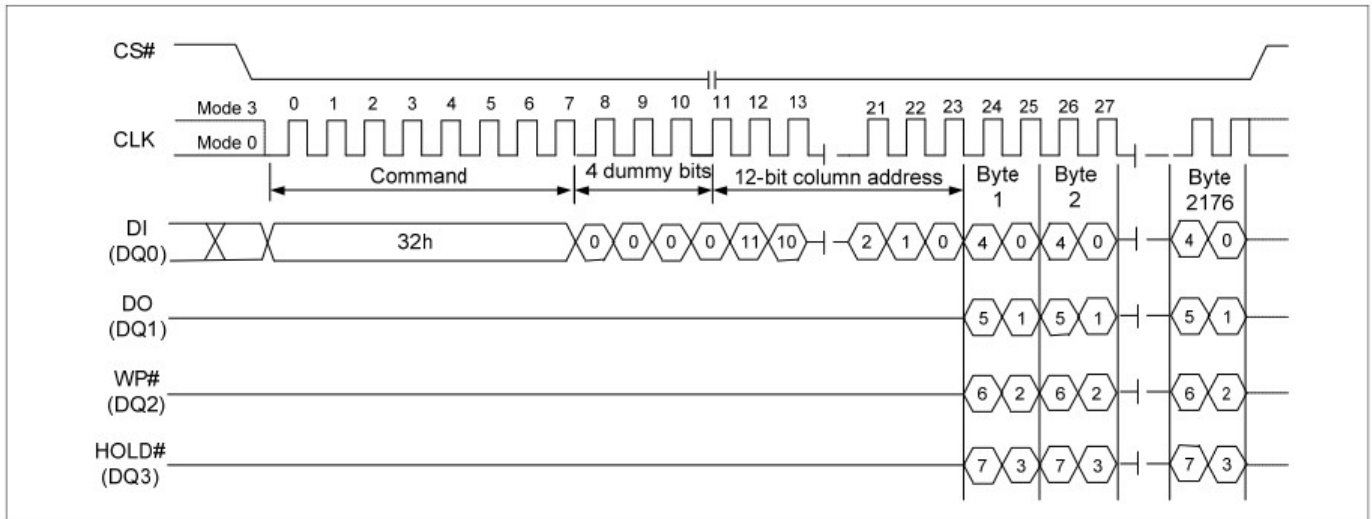 CS#
Mode 3 0 1 2 3 4 5 6 7 8 9 10 11 12 13 21 22 23 24 25 26 27
CLK
Mode 0
Command 4 dummy bits 12-bit column address Byte 1 Byte 2 Byte 2176
DI
(DQ0)
32h 0 0 0 0 11 10 2 1 0 4 0 4 0 4 0
DO
(DQ1)
5 1 5 1 5 1
WP#
(DQ2)
6 2 6 2 6 2
HOLD#
(DQ3)
7 3 7 3 7 3